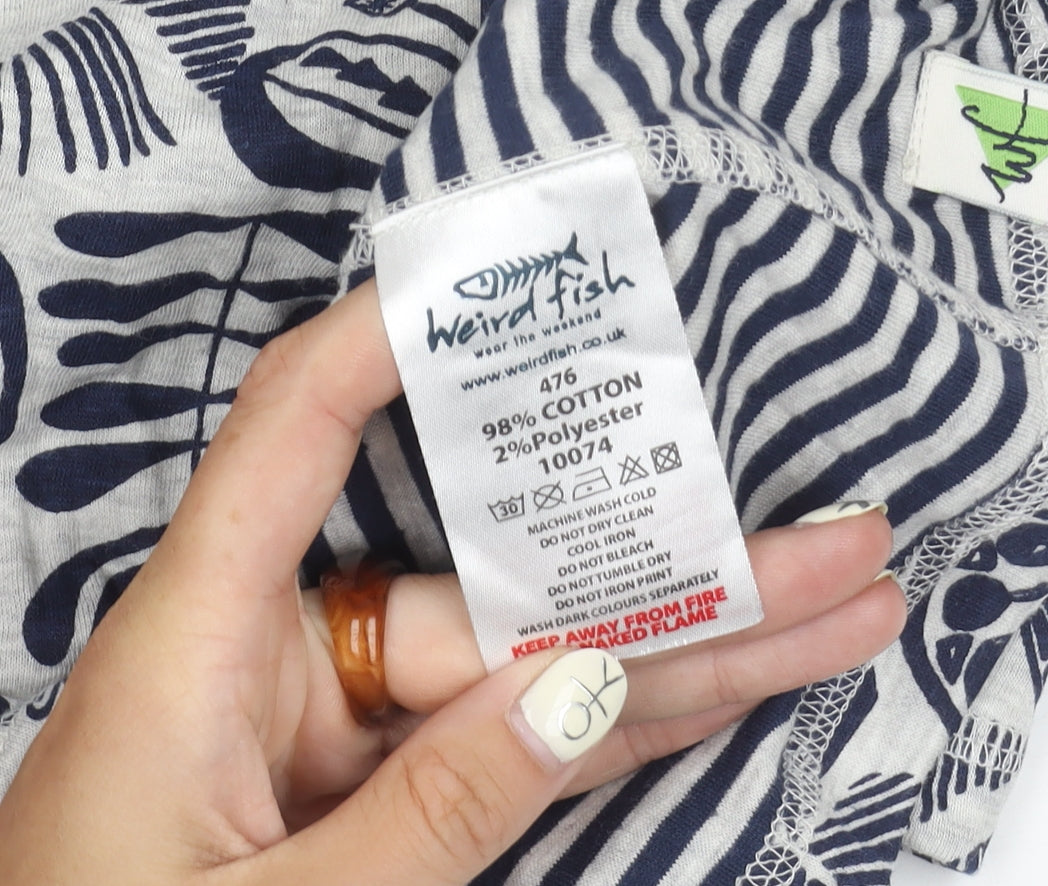 weird fish
wear the weekend
www.weirdfish.co.uk
476
98% COTTON
2%Polyester
10074
30
MACHINE WASH COLD
DO NOT DRY CLEAN
COOL IRON
DO NOT BLEACH
DO NOT TUMBLE DRY
DO NOT IRON PRINT
WASH DARK COLOURS SEPARATELY
KEEP AWAY FROM FIRE
NAKED FLAME
wf